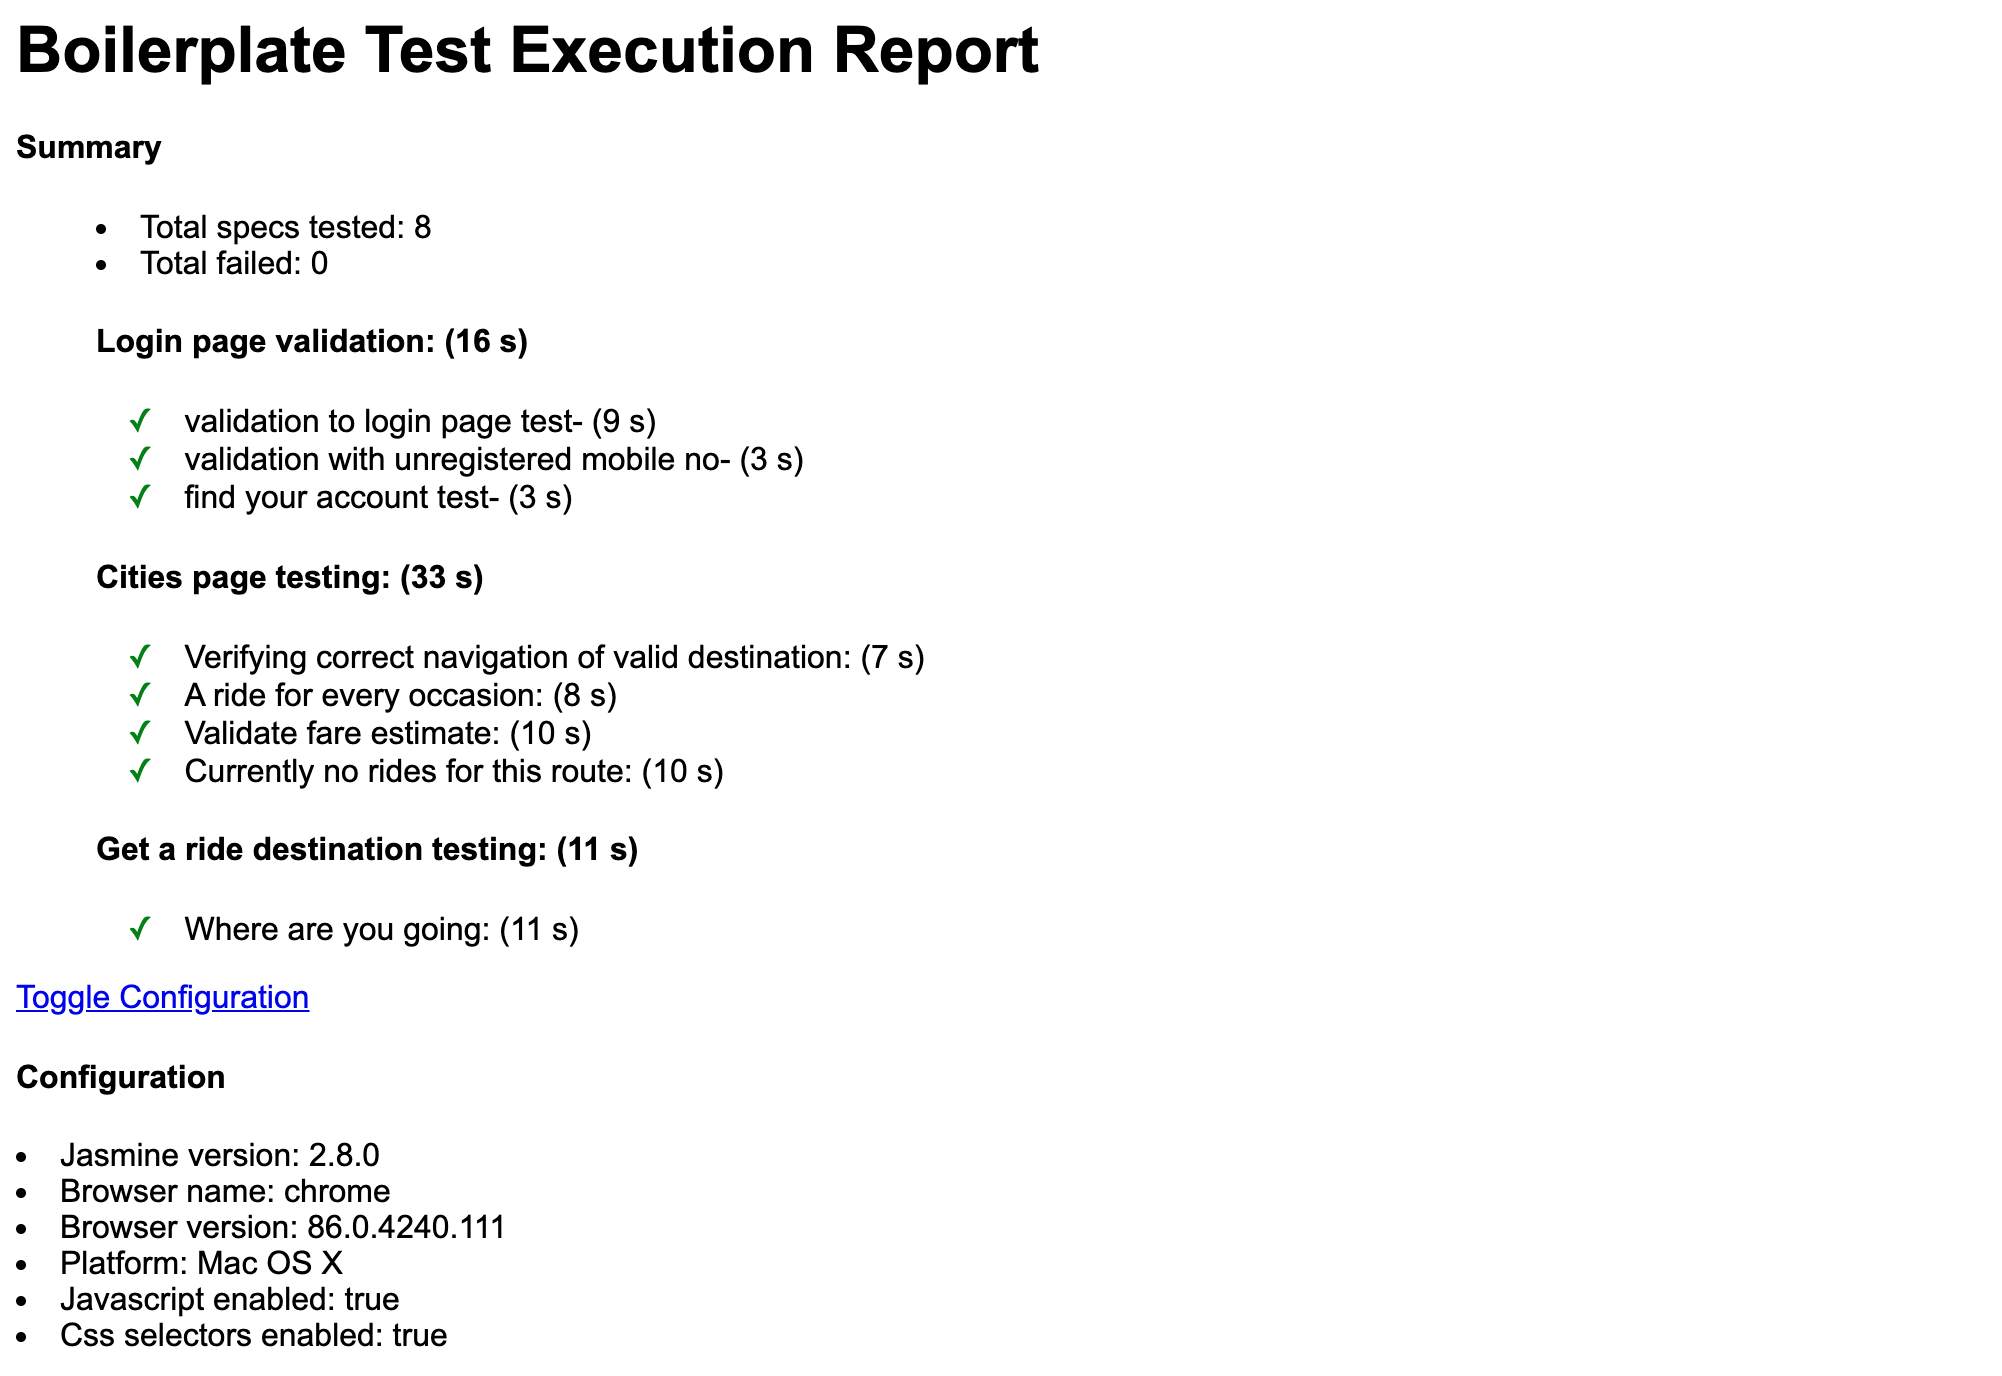 Boilerplate Test Execution Report
Summary
• Total specs tested: 8
• Total failed: 0
Login page validation: (16 s)
✓ validation to login page test- (9 s)
✓ validation with unregistered mobile no- (3 s)
✓ find your account test- (3 s)
Cities page testing: (33 s)
✓ Verifying correct navigation of valid destination: (7 s)
✓ A ride for every occasion: (8 s)
✓ Validate fare estimate: (10 s)
✓ Currently no rides for this route: (10 s)
Get a ride destination testing: (11 s)
✓ Where are you going: (11 s)
Toggle Configuration
Configuration
• Jasmine version: 2.8.0
• Browser name: chrome
• Browser version: 86.0.4240.111
• Platform: Mac OS X
• Javascript enabled: true
• Css selectors enabled: true